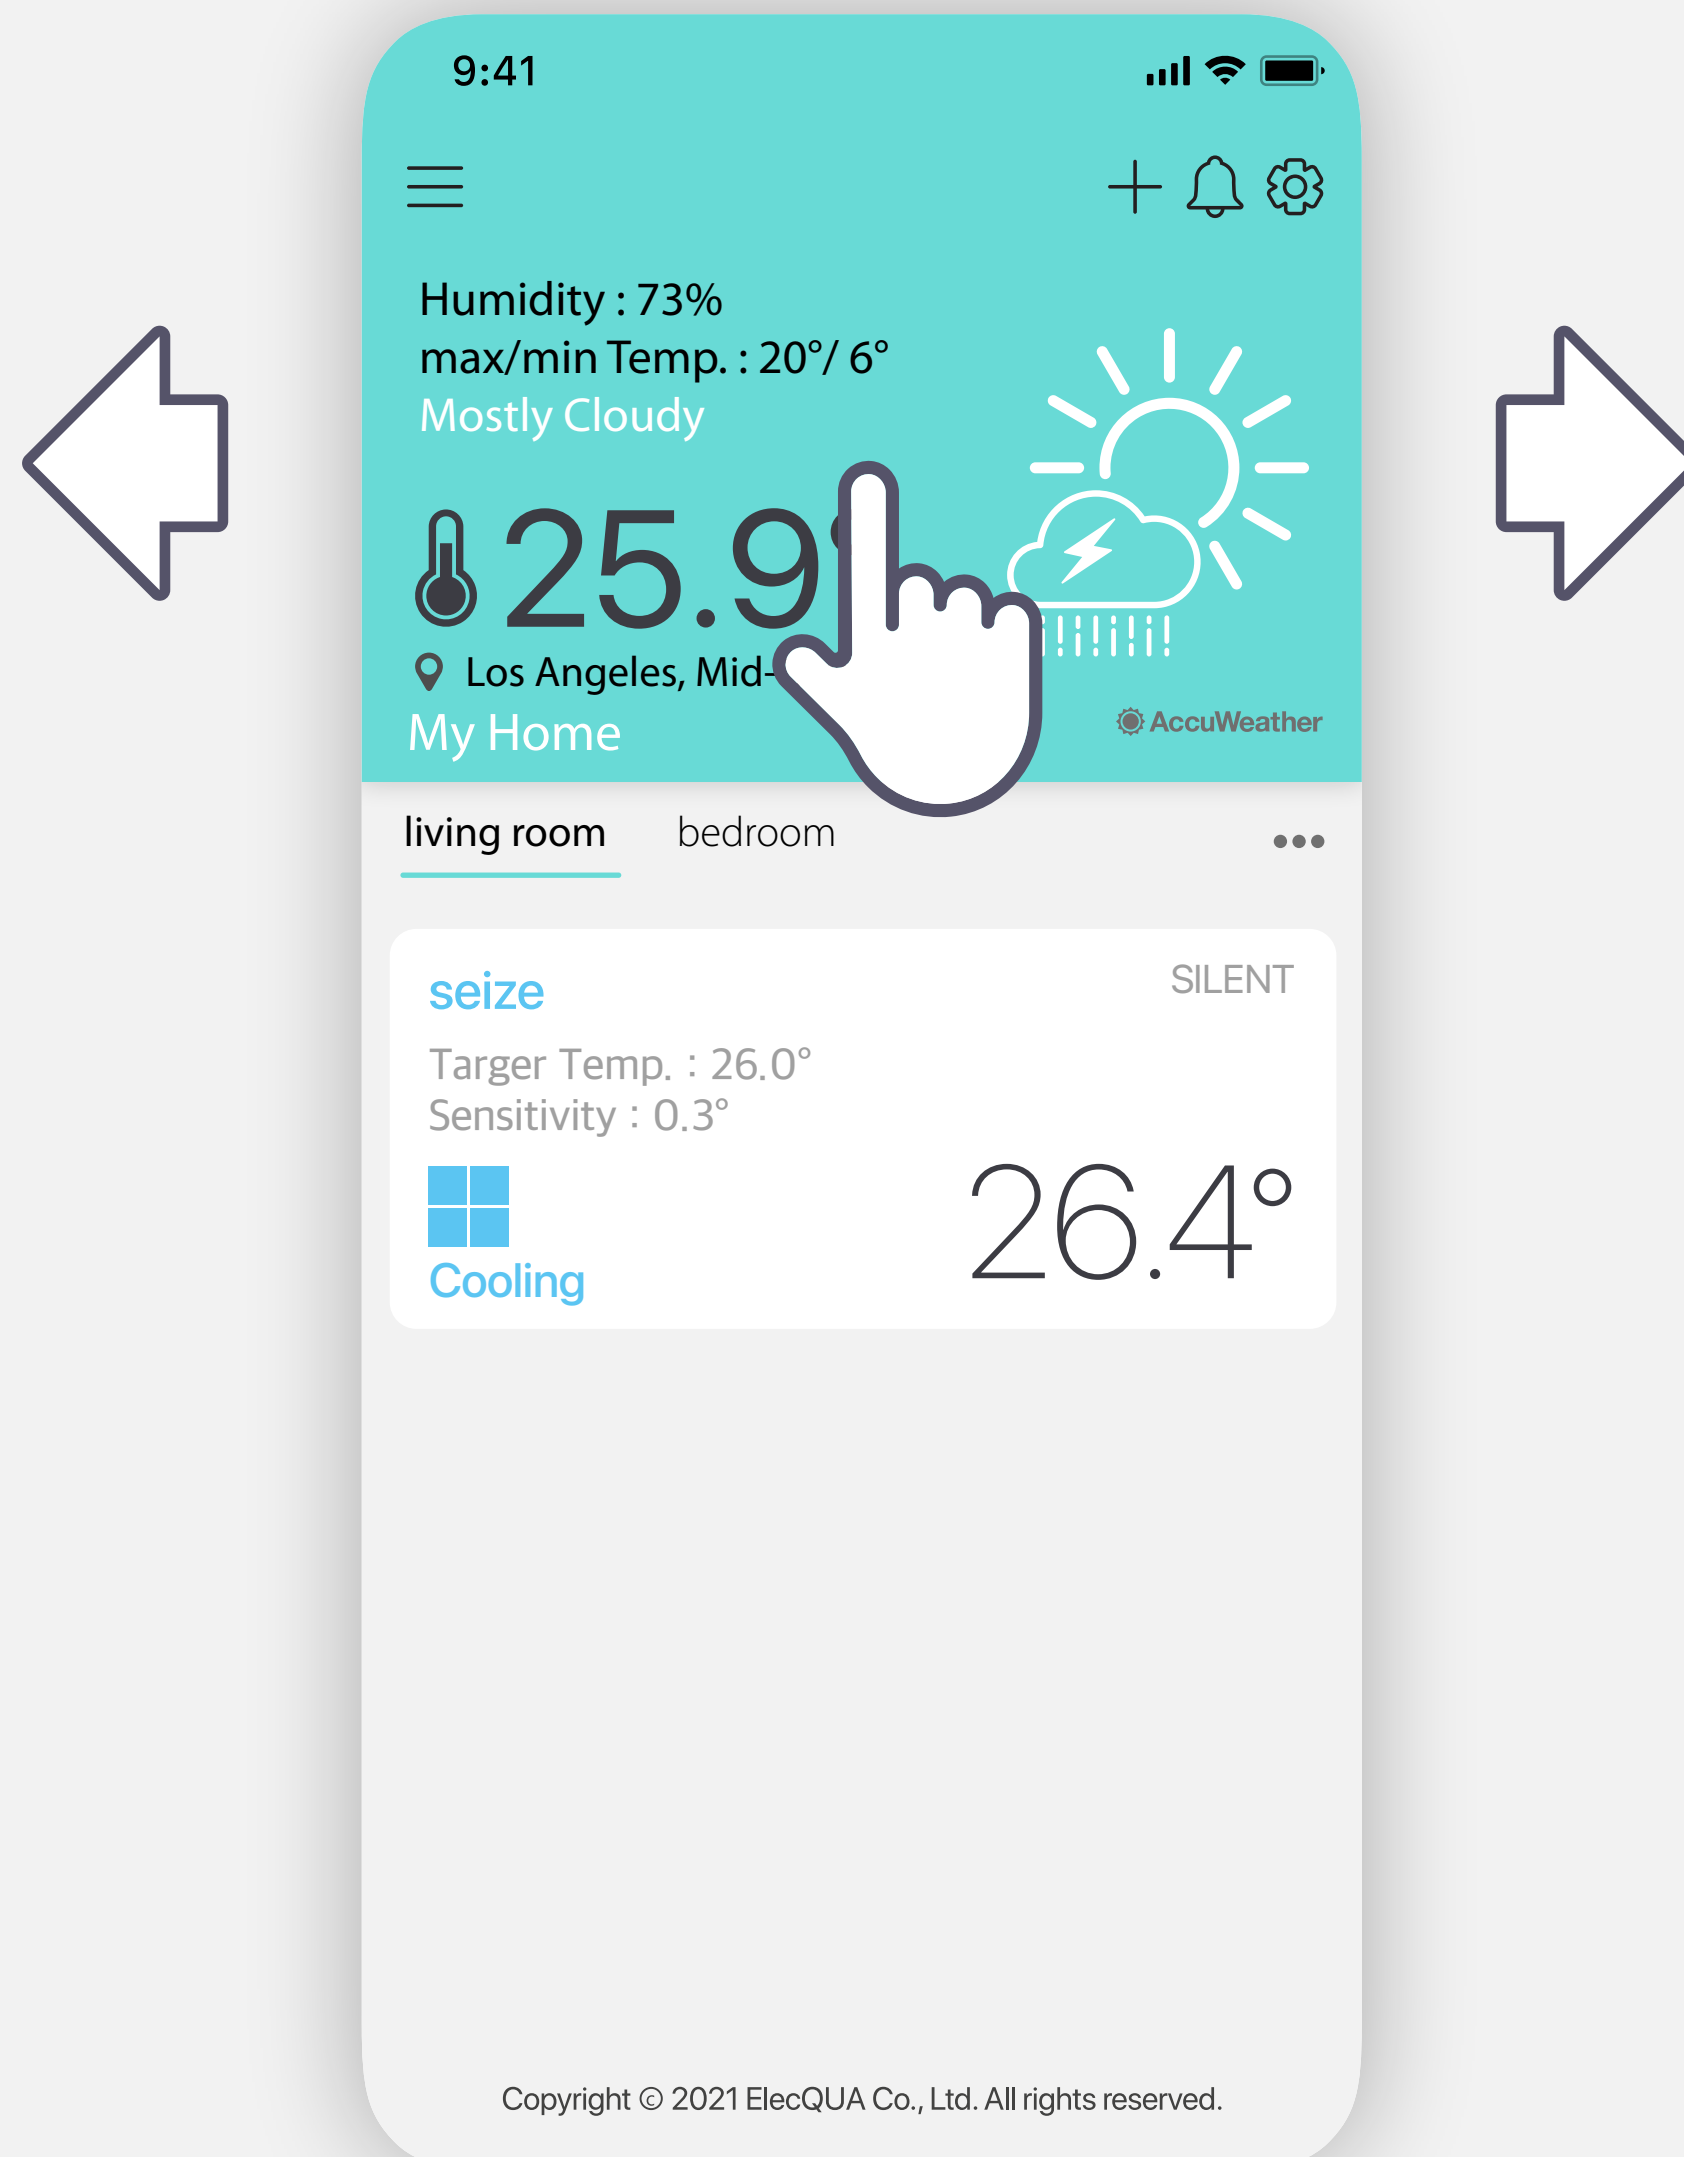 9:41
Humidity : 73%
max/min Temp. : 20°/ 6°
Mostly Cloudy
25.9°
Los Angeles, Mid-
My Home
AccuWeather
living room bedroom
seize
SILENT
Targer Temp. : 26.0°
Sensitivity : 0.3°
26.4°
Cooling
Copyright © 2021 ElecQUA Co., Ltd. All rights reserved.